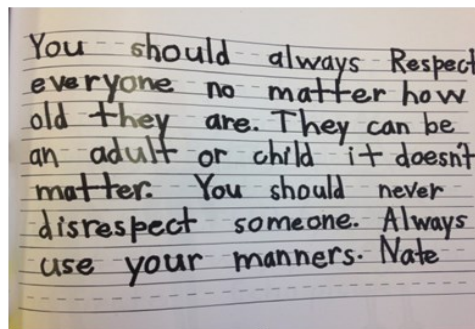 You should always Respect
everyone no matter how
old they are. They can be
an adult or child it doesn't
matter. You should never
disrespect someone. Always
use your manners. Nate